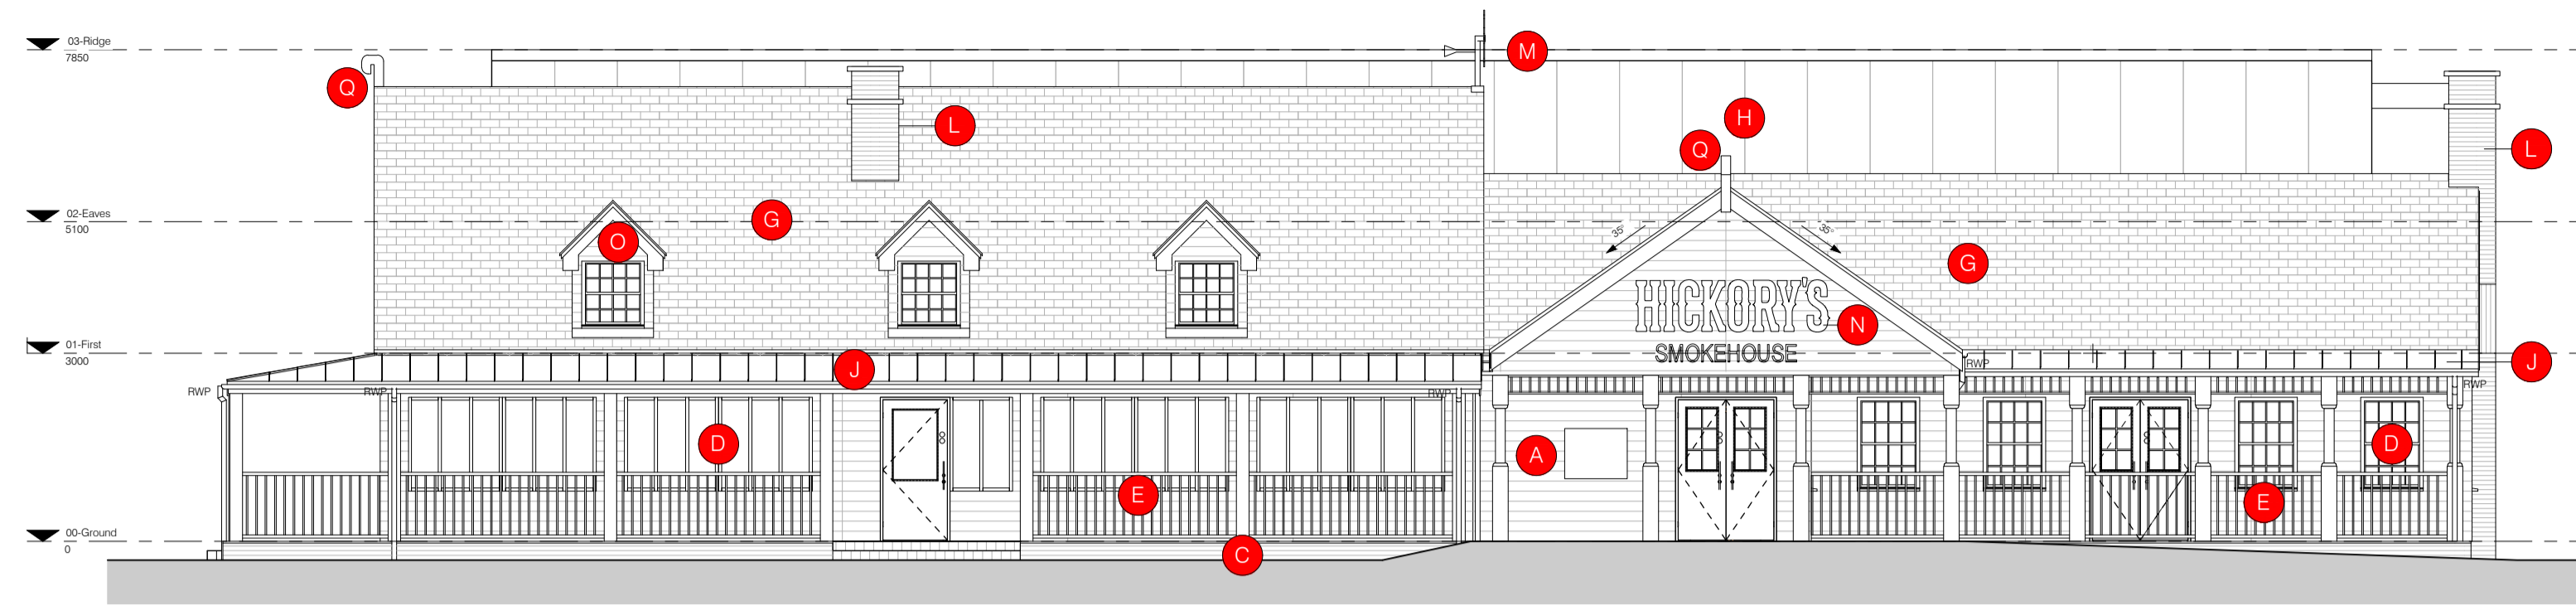 03-Ridge
7850
M
Q
H
L
Q
L
02-Eaves
5100
G
O
35°
35°
G
HICKORY'S
N
SMOKEHOUSE
01-First
3000
J
RWP
J
RWP
RWP
RWP
RWP
D
A
D
E
E
00-Ground
0
C